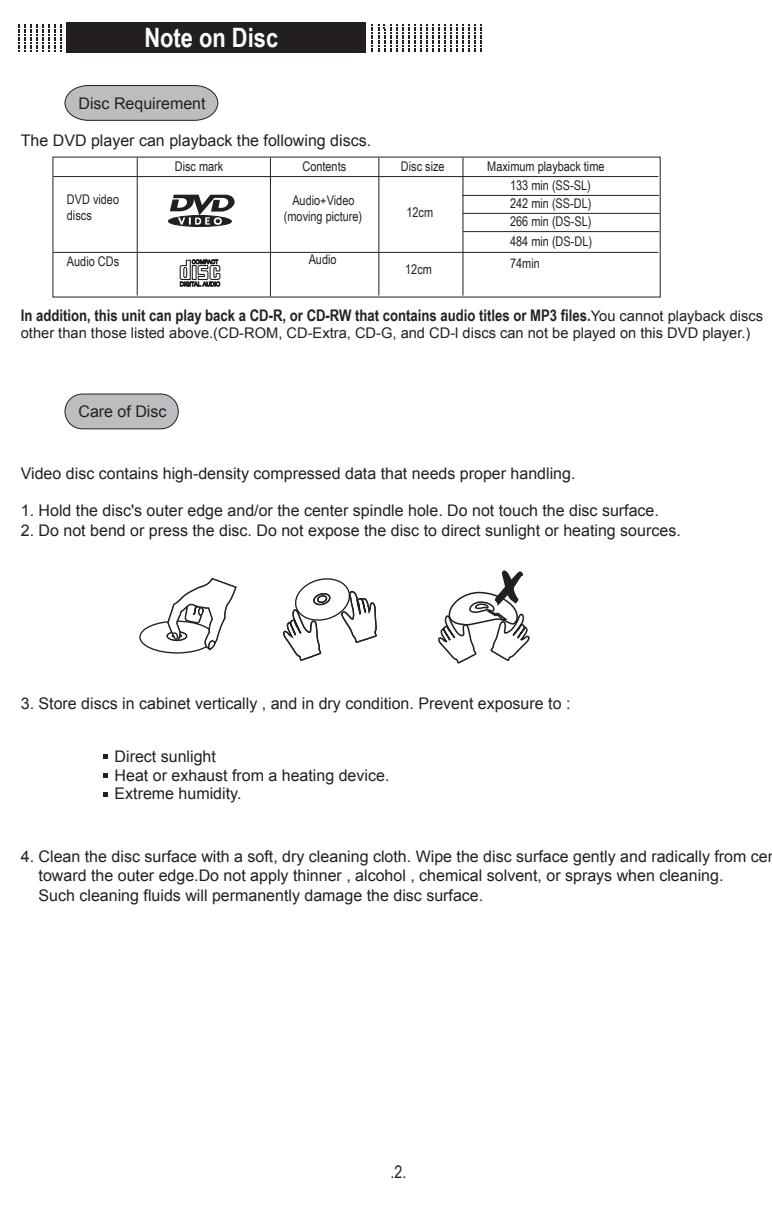 Note on Disc
Disc Requirement
The DVD player can playback the following discs.
Disc mark Contents Disc size Maximum playback time
DVD video
discs
DVD
VIDEO
Audio+Video
(moving picture)
12cm
133 min (SS-SL)
242 min (SS-DL)
266 min (DS-SL)
484 min (DS-DL)
Audio CDs
COMPACT
disc
DIGITAL AUDIO
Audio
12cm
74min
In addition, this unit can play back a CD-R, or CD-RW that contains audio titles or MP3 files.You cannot playback discs
other than those listed above.(CD-ROM, CD-Extra, CD-G, and CD-l discs can not be played on this DVD player.)
Care of Disc
Video disc contains high-density compressed data that needs proper handling.
1. Hold the disc's outer edge and/or the center spindle hole. Do not touch the disc surface.
2. Do not bend or press the disc. Do not expose the disc to direct sunlight or heating sources.
3. Store discs in cabinet vertically , and in dry condition. Prevent exposure to :
▪ Direct sunlight
▪ Heat or exhaust from a heating device.
▪ Extreme humidity.
4. Clean the disc surface with a soft, dry cleaning cloth. Wipe the disc surface gently and radically from cen
toward the outer edge.Do not apply thinner , alcohol , chemical solvent, or sprays when cleaning.
Such cleaning fluids will permanently damage the disc surface.
.2.